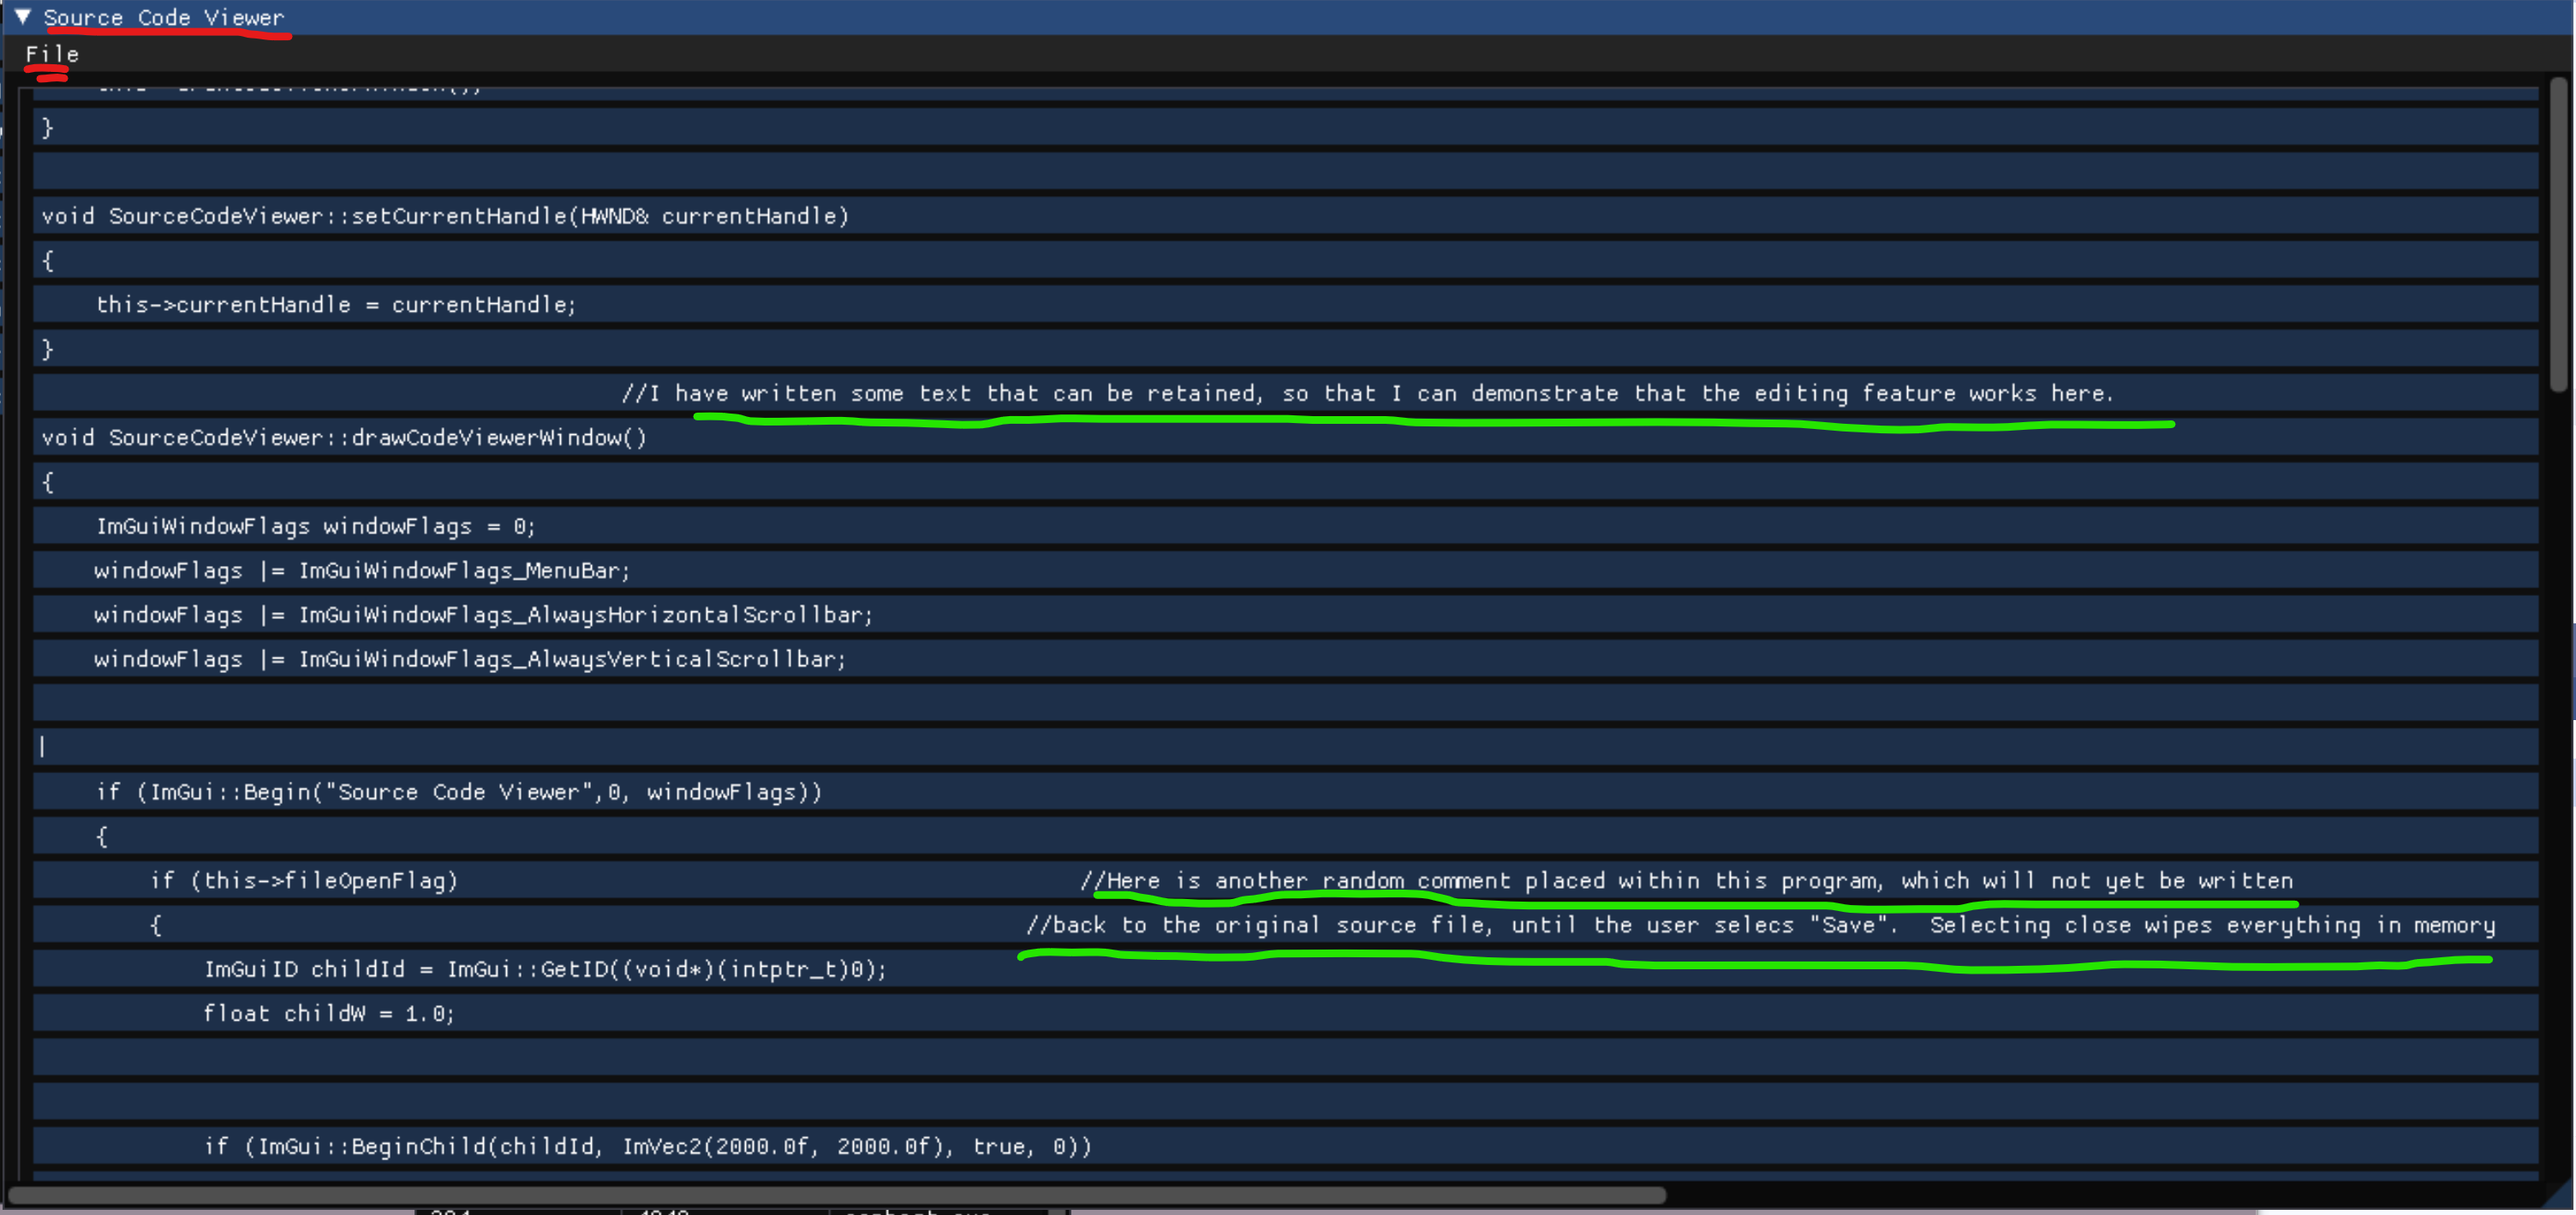 Source Code Viewer
File
}
void SourceCodeViewer::setCurrentHandle(HWND& currentHandle)
{
    this->currentHandle = currentHandle;
}
//I have written some text that can be retained, so that I can demonstrate that the editing feature works here.
void SourceCodeViewer::drawCodeViewerWindow()
{
    ImGuiWindowFlags windowFlags = 0;
    windowFlags |= ImGuiWindowFlags_MenuBar;
    windowFlags |= ImGuiWindowFlags_AlwaysHorizontalScrollbar;
    windowFlags |= ImGuiWindowFlags_AlwaysVerticalScrollbar;
    if (ImGui::Begin("Source Code Viewer",0, windowFlags))
    {
        if (this->fileOpenFlag) //Here is another random comment placed within this program, which will not yet be written
        { //back to the original source file, until the user selecs "Save".  Selecting close wipes everything in memory
            ImGuiID childId = ImGui::GetID((void*)(intptr_t)0);
            float childW = 1.0;
            if (ImGui::BeginChild(childId, ImVec2(2000.0f, 2000.0f), true, 0))